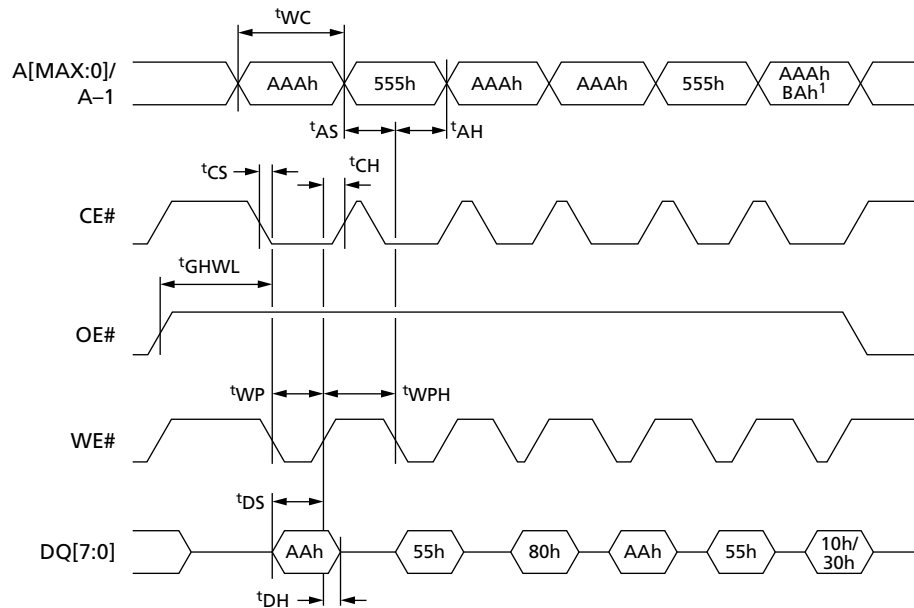 tWC
A[MAX:0]/
A–1
AAAh 555h AAAh AAAh 555h AAAh
BAh1
tAS tAH
tCS tCH
CE#
tGHWL
OE#
tWP tWPH
WE#
tDS
DQ[7:0] AAh 55h 80h AAh 55h 10h/
30h
tDH